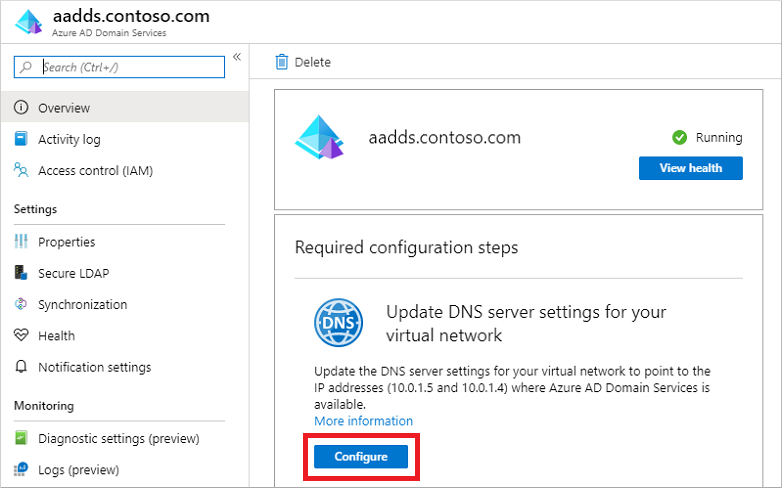 aadds.contoso.com
Azure AD Domain Services
Search (Ctrl+/)
«
Overview
Activity log
Access control (IAM)
Settings
Properties
Secure LDAP
Synchronization
Health
Notification settings
Monitoring
Diagnostic settings (preview)
Logs (preview)
Delete
aadds.contoso.com
Running
View health
Required configuration steps
DNS
Update DNS server settings for your
virtual network
Update the DNS server settings for your virtual network to point to the
IP addresses (10.0.1.5 and 10.0.1.4) where Azure AD Domain Services is
available.
More information
Configure